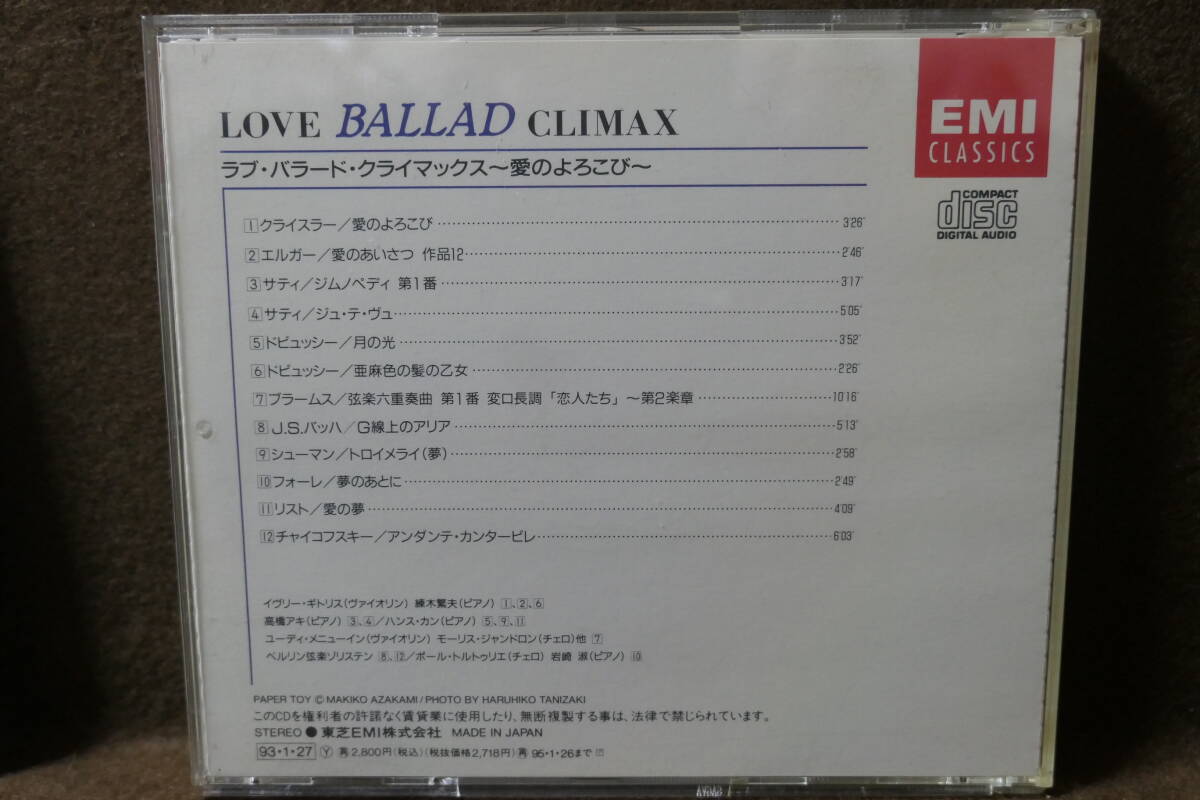 LOVE BALLAD CLIMAX
ラブ・バラード・クライマックス〜愛のよろこび〜
EMI
CLASSICS
COMPACT
disc
DIGITAL AUDIO
1 クライスラー/愛のよろこび 3'26"
2 エルガー/愛のあいさつ 作品12 2'46"
3 サティ/ジムノペディ 第1番 3'17"
4 サティ/ジュ・テ・ヴュ 5'05"
5 ドビュッシー/月の光 3'52"
6 ドビュッシー/亜麻色の髪の乙女 2'26"
7 ブラームス/弦楽六重奏曲 第1番 変ロ長調「恋人たち」〜第2楽章 10'16"
8 J.S.バッハ/G線上のアリア 5'13"
9 シューマン/トロイメライ(夢) 2'58"
10 フォーレ/夢のあとに 2'49"
11 リスト/愛の夢 4'09"
12 チャイコフスキー/アンダンテ・カンタービレ 6'03"
イヴリー・ギトリス(ヴァイオリン) 練木繁夫(ピアノ) 1、2、6
高橋アキ(ピアノ) 3、4/ハンス・カン(ピアノ) 5、9、11
ユーディ・メニューイン(ヴァイオリン) モーリス・ジャンドロン(チェロ)他 7
ベルリン弦楽ゾリステン 8、12/ポール・トルトゥリエ(チェロ) 岩崎 淑(ピアノ) 10
PAPER TOY © MAKIKO AZAKAMI/PHOTO BY HARUHIKO TANIZAKI
このCDを権利者の許諾なく賃貸業に使用したり、無断複製する事は、法律で禁じられています。
STEREO ● 東芝EMI株式会社 MADE IN JAPAN
93・1・27 Ⓨ 再2,800円(税込)(税抜価格2,718円) 再95・1・26まで